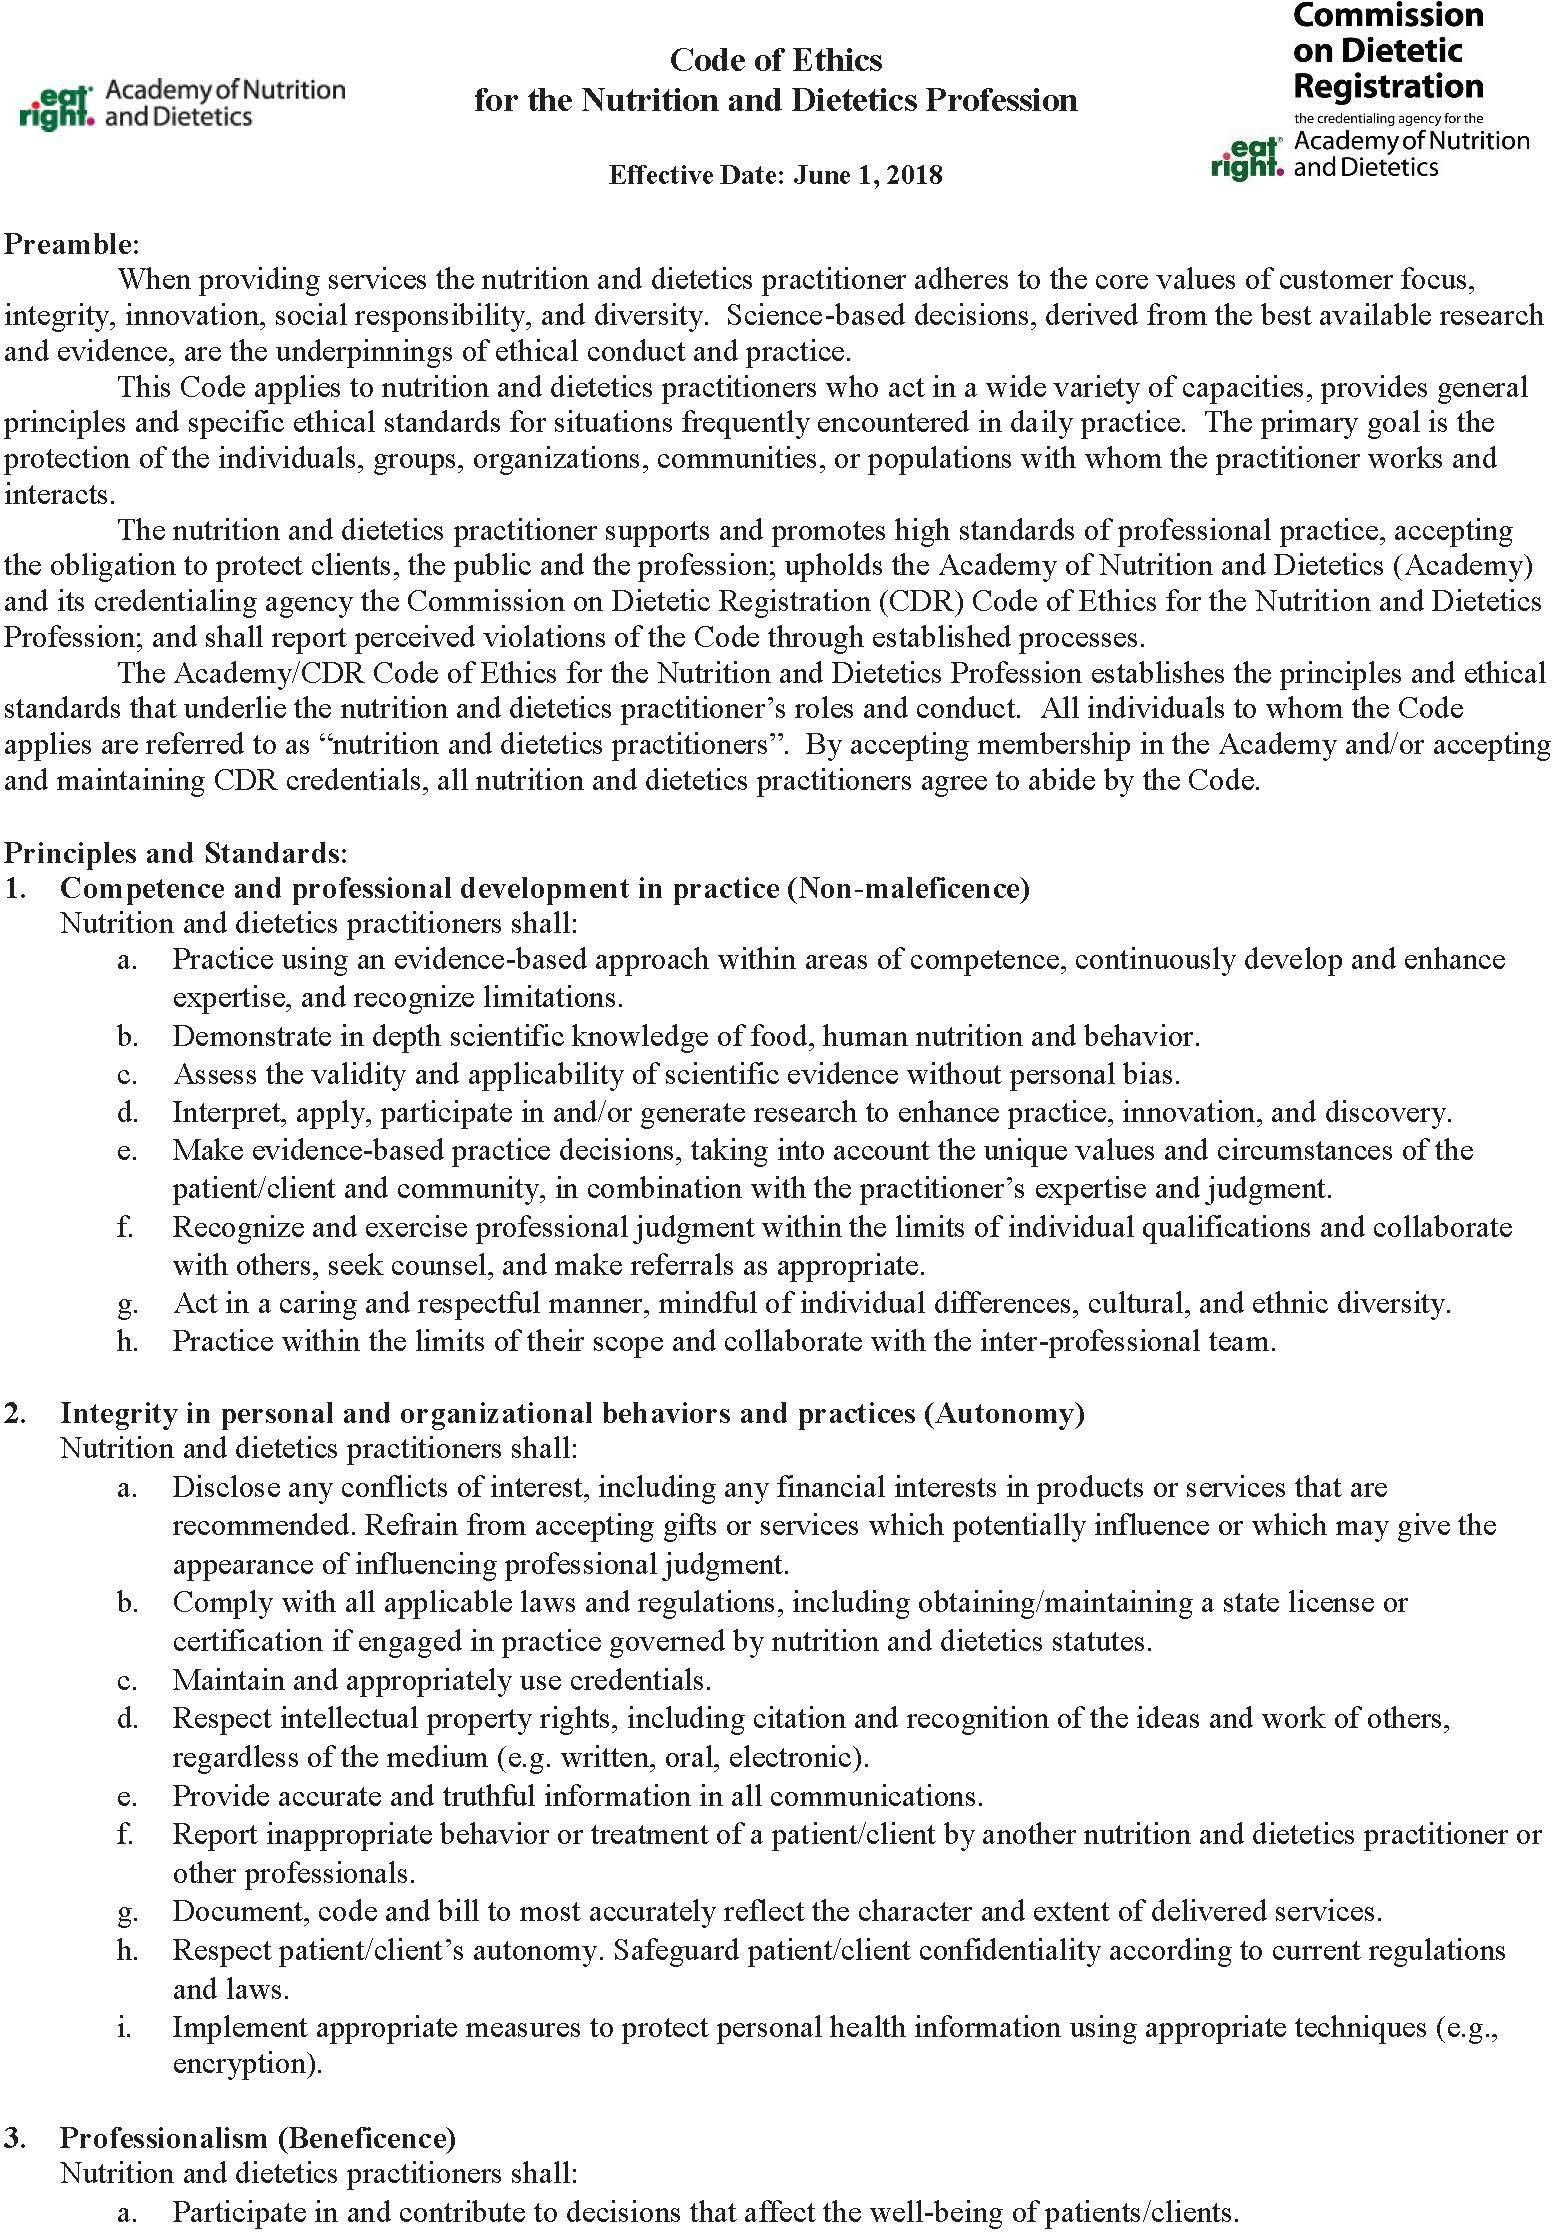 Commission
on Dietetic
Registration
the credentialing agency for the
eat right. Academy of Nutrition
and Dietetics
eat right. Academy of Nutrition
and Dietetics
Code of Ethics
for the Nutrition and Dietetics Profession
Effective Date: June 1, 2018
Preamble:
When providing services the nutrition and dietetics practitioner adheres to the core values of customer focus,
integrity, innovation, social responsibility, and diversity. Science-based decisions, derived from the best available research
and evidence, are the underpinnings of ethical conduct and practice.
This Code applies to nutrition and dietetics practitioners who act in a wide variety of capacities, provides general
principles and specific ethical standards for situations frequently encountered in daily practice. The primary goal is the
protection of the individuals, groups, organizations, communities, or populations with whom the practitioner works and
interacts.
The nutrition and dietetics practitioner supports and promotes high standards of professional practice, accepting
the obligation to protect clients, the public and the profession; upholds the Academy of Nutrition and Dietetics (Academy)
and its credentialing agency the Commission on Dietetic Registration (CDR) Code of Ethics for the Nutrition and Dietetics
Profession; and shall report perceived violations of the Code through established processes.
The Academy/CDR Code of Ethics for the Nutrition and Dietetics Profession establishes the principles and ethical
standards that underlie the nutrition and dietetics practitioner’s roles and conduct. All individuals to whom the Code
applies are referred to as “nutrition and dietetics practitioners”. By accepting membership in the Academy and/or accepting
and maintaining CDR credentials, all nutrition and dietetics practitioners agree to abide by the Code.
Principles and Standards:
1. Competence and professional development in practice (Non-maleficence)
Nutrition and dietetics practitioners shall:
a. Practice using an evidence-based approach within areas of competence, continuously develop and enhance
expertise, and recognize limitations.
b. Demonstrate in depth scientific knowledge of food, human nutrition and behavior.
c. Assess the validity and applicability of scientific evidence without personal bias.
d. Interpret, apply, participate in and/or generate research to enhance practice, innovation, and discovery.
e. Make evidence-based practice decisions, taking into account the unique values and circumstances of the
patient/client and community, in combination with the practitioner’s expertise and judgment.
f. Recognize and exercise professional judgment within the limits of individual qualifications and collaborate
with others, seek counsel, and make referrals as appropriate.
g. Act in a caring and respectful manner, mindful of individual differences, cultural, and ethnic diversity.
h. Practice within the limits of their scope and collaborate with the inter-professional team.
2. Integrity in personal and organizational behaviors and practices (Autonomy)
Nutrition and dietetics practitioners shall:
a. Disclose any conflicts of interest, including any financial interests in products or services that are
recommended. Refrain from accepting gifts or services which potentially influence or which may give the
appearance of influencing professional judgment.
b. Comply with all applicable laws and regulations, including obtaining/maintaining a state license or
certification if engaged in practice governed by nutrition and dietetics statutes.
c. Maintain and appropriately use credentials.
d. Respect intellectual property rights, including citation and recognition of the ideas and work of others,
regardless of the medium (e.g. written, oral, electronic).
e. Provide accurate and truthful information in all communications.
f. Report inappropriate behavior or treatment of a patient/client by another nutrition and dietetics practitioner or
other professionals.
g. Document, code and bill to most accurately reflect the character and extent of delivered services.
h. Respect patient/client’s autonomy. Safeguard patient/client confidentiality according to current regulations
and laws.
i. Implement appropriate measures to protect personal health information using appropriate techniques (e.g.,
encryption).
3. Professionalism (Beneficence)
Nutrition and dietetics practitioners shall:
a. Participate in and contribute to decisions that affect the well-being of patients/clients.